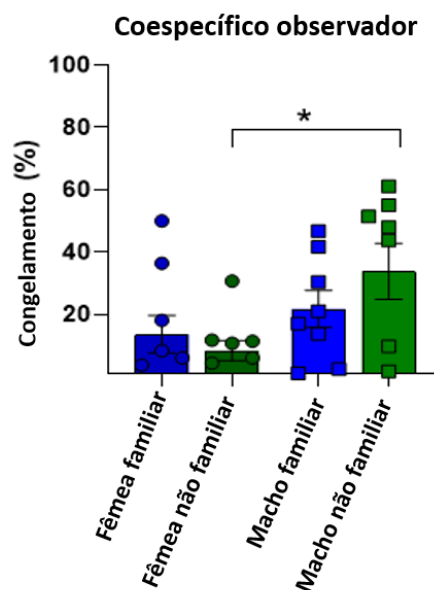 Coespecífico observador
Congelamento (%)
100
80
60
40
20
*
Fêmea familiar
Fêmea não familiar
Macho familiar
Macho não familiar